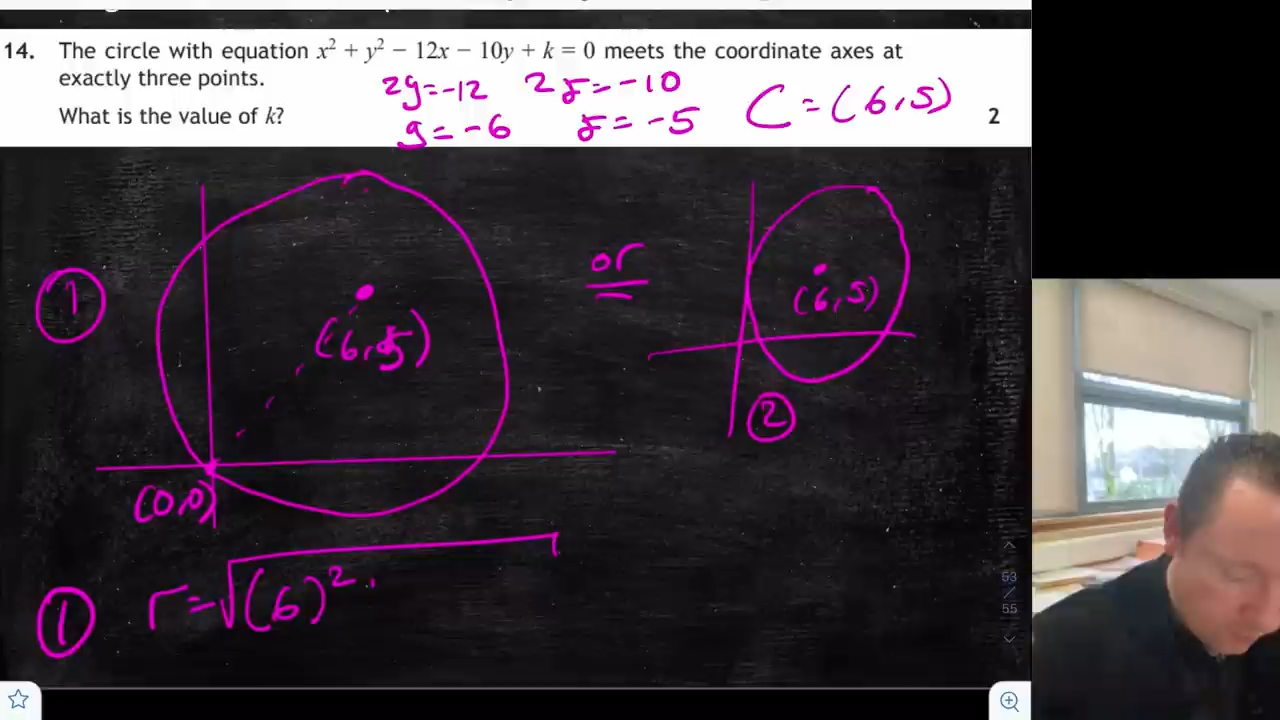 14. The circle with equation x² + y² − 12x − 10y + k = 0 meets the coordinate axes at
exactly three points.
2g=-12 2f=-10 C=(6,5)
What is the value of k? 2
g=-6 f=-5
①
(6,5)
or
(6,5)
②
(0,0)
① r=√(6)²
53
/
55